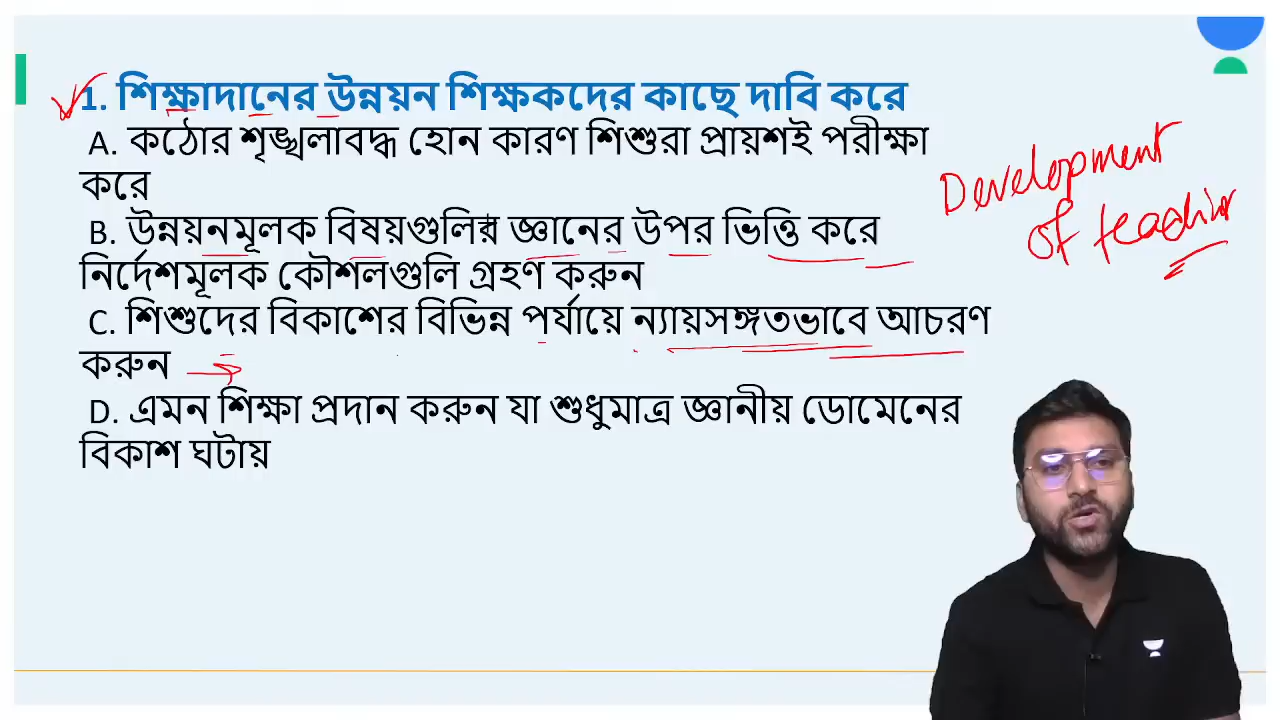 1. শিক্ষাদানের উন্নয়ন শিক্ষকদের কাছে দাবি করে
A. কঠোর শৃঙ্খলাবদ্ধ হোন কারণ শিশুরা প্রায়শই পরীক্ষা
করে
B. উন্নয়নমূলক বিষয়গুলির জ্ঞানের উপর ভিত্তি করে
নির্দেশমূলক কৌশলগুলি গ্রহণ করুন
C. শিশুদের বিকাশের বিভিন্ন পর্যায়ে ন্যায়সঙ্গতভাবে আচরণ
করুন
D. এমন শিক্ষা প্রদান করুন যা শুধুমাত্র জ্ঞানীয় ডোমেনের
বিকাশ ঘটায়
Development
of teaching